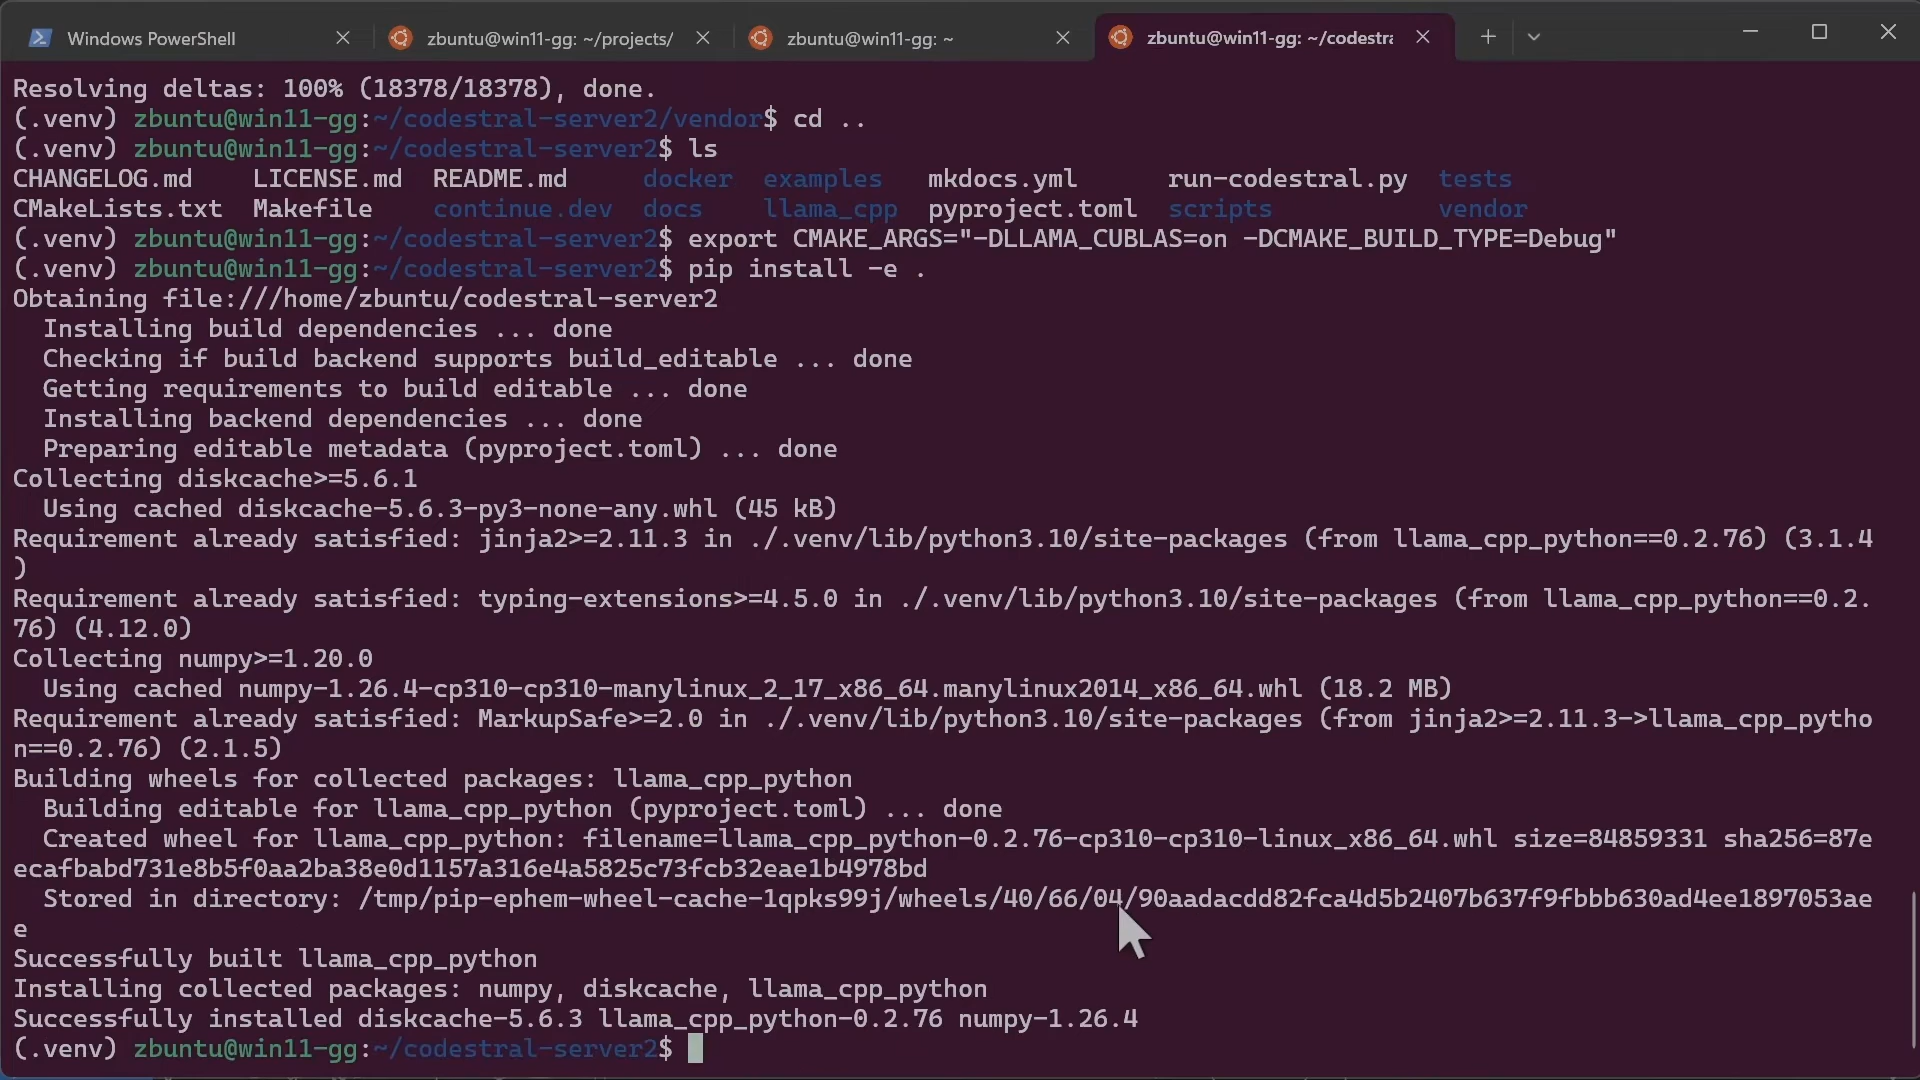 Windows PowerShell
zbuntu@win11-gg: ~/projects/
zbuntu@win11-gg: ~
zbuntu@win11-gg: ~/codestra
Resolving deltas: 100% (18378/18378), done.
(.venv) zbuntu@win11-gg:~/codestral-server2/vendor$ cd ..
(.venv) zbuntu@win11-gg:~/codestral-server2$ ls
CHANGELOG.md LICENSE.md README.md docker examples mkdocs.yml run-codestral.py tests
CMakeLists.txt Makefile continue.dev docs llama_cpp pyproject.toml scripts vendor
(.venv) zbuntu@win11-gg:~/codestral-server2$ export CMAKE_ARGS="-DLLAMA_CUBLAS=on -DCMAKE_BUILD_TYPE=Debug"
(.venv) zbuntu@win11-gg:~/codestral-server2$ pip install -e .
Obtaining file:///home/zbuntu/codestral-server2
Installing build dependencies ... done
Checking if build backend supports build_editable ... done
Getting requirements to build editable ... done
Installing backend dependencies ... done
Preparing editable metadata (pyproject.toml) ... done
Collecting diskcache>=5.6.1
Using cached diskcache-5.6.3-py3-none-any.whl (45 kB)
Requirement already satisfied: jinja2>=2.11.3 in ./.venv/lib/python3.10/site-packages (from llama_cpp_python==0.2.76) (3.1.4
)
Requirement already satisfied: typing-extensions>=4.5.0 in ./.venv/lib/python3.10/site-packages (from llama_cpp_python==0.2.
76) (4.12.0)
Collecting numpy>=1.20.0
Using cached numpy-1.26.4-cp310-cp310-manylinux_2_17_x86_64.manylinux2014_x86_64.whl (18.2 MB)
Requirement already satisfied: MarkupSafe>=2.0 in ./.venv/lib/python3.10/site-packages (from jinja2>=2.11.3->llama_cpp_pytho
n==0.2.76) (2.1.5)
Building wheels for collected packages: llama_cpp_python
Building editable for llama_cpp_python (pyproject.toml) ... done
Created wheel for llama_cpp_python: filename=llama_cpp_python-0.2.76-cp310-cp310-linux_x86_64.whl size=84859331 sha256=87e
ecafbabd731e8b5f0aa2ba38e0d1157a316e4a5825c73fcb32eae1b4978bd
Stored in directory: /tmp/pip-ephem-wheel-cache-1qpks99j/wheels/40/66/04/90aadacdd82fca4d5b2407b637f9fbbb630ad4ee1897053ae
e
Successfully built llama_cpp_python
Installing collected packages: numpy, diskcache, llama_cpp_python
Successfully installed diskcache-5.6.3 llama_cpp_python-0.2.76 numpy-1.26.4
(.venv) zbuntu@win11-gg:~/codestral-server2$